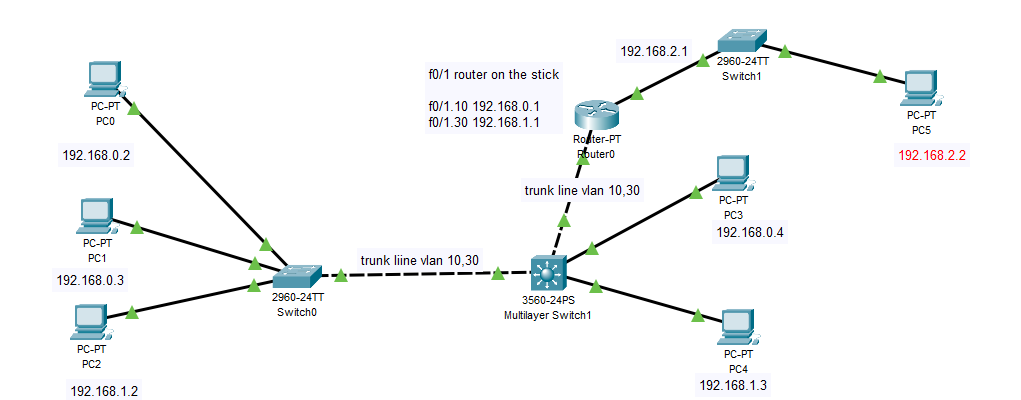 192.168.2.1
2960-24TT
Switch1
f0/1 router on the stick
f0/1.10 192.168.0.1
f0/1.30 192.168.1.1
PC-PT
PC0
192.168.0.2
Router-PT
Router0
PC-PT
PC5
192.168.2.2
trunk line vlan 10,30
PC-PT
PC3
192.168.0.4
PC-PT
PC1
192.168.0.3
trunk liine vlan 10,30
2960-24TT
Switch0
3560-24PS
Multilayer Switch1
PC-PT
PC2
192.168.1.2
PC-PT
PC4
192.168.1.3